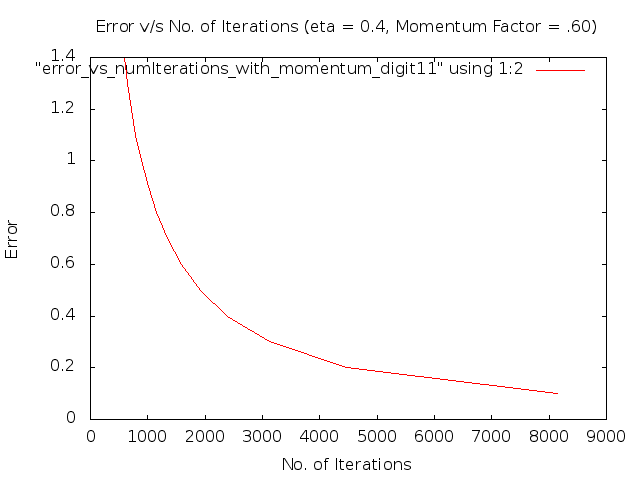 Error v/s No. of Iterations (eta = 0.4, Momentum Factor = .60)
1.4
"error_vs_numIterations_with_momentum_digit11" using 1:2
1.2
1
0.8
Error
0.6
0.4
0.2
0
0 1000 2000 3000 4000 5000 6000 7000 8000 9000
No. of Iterations